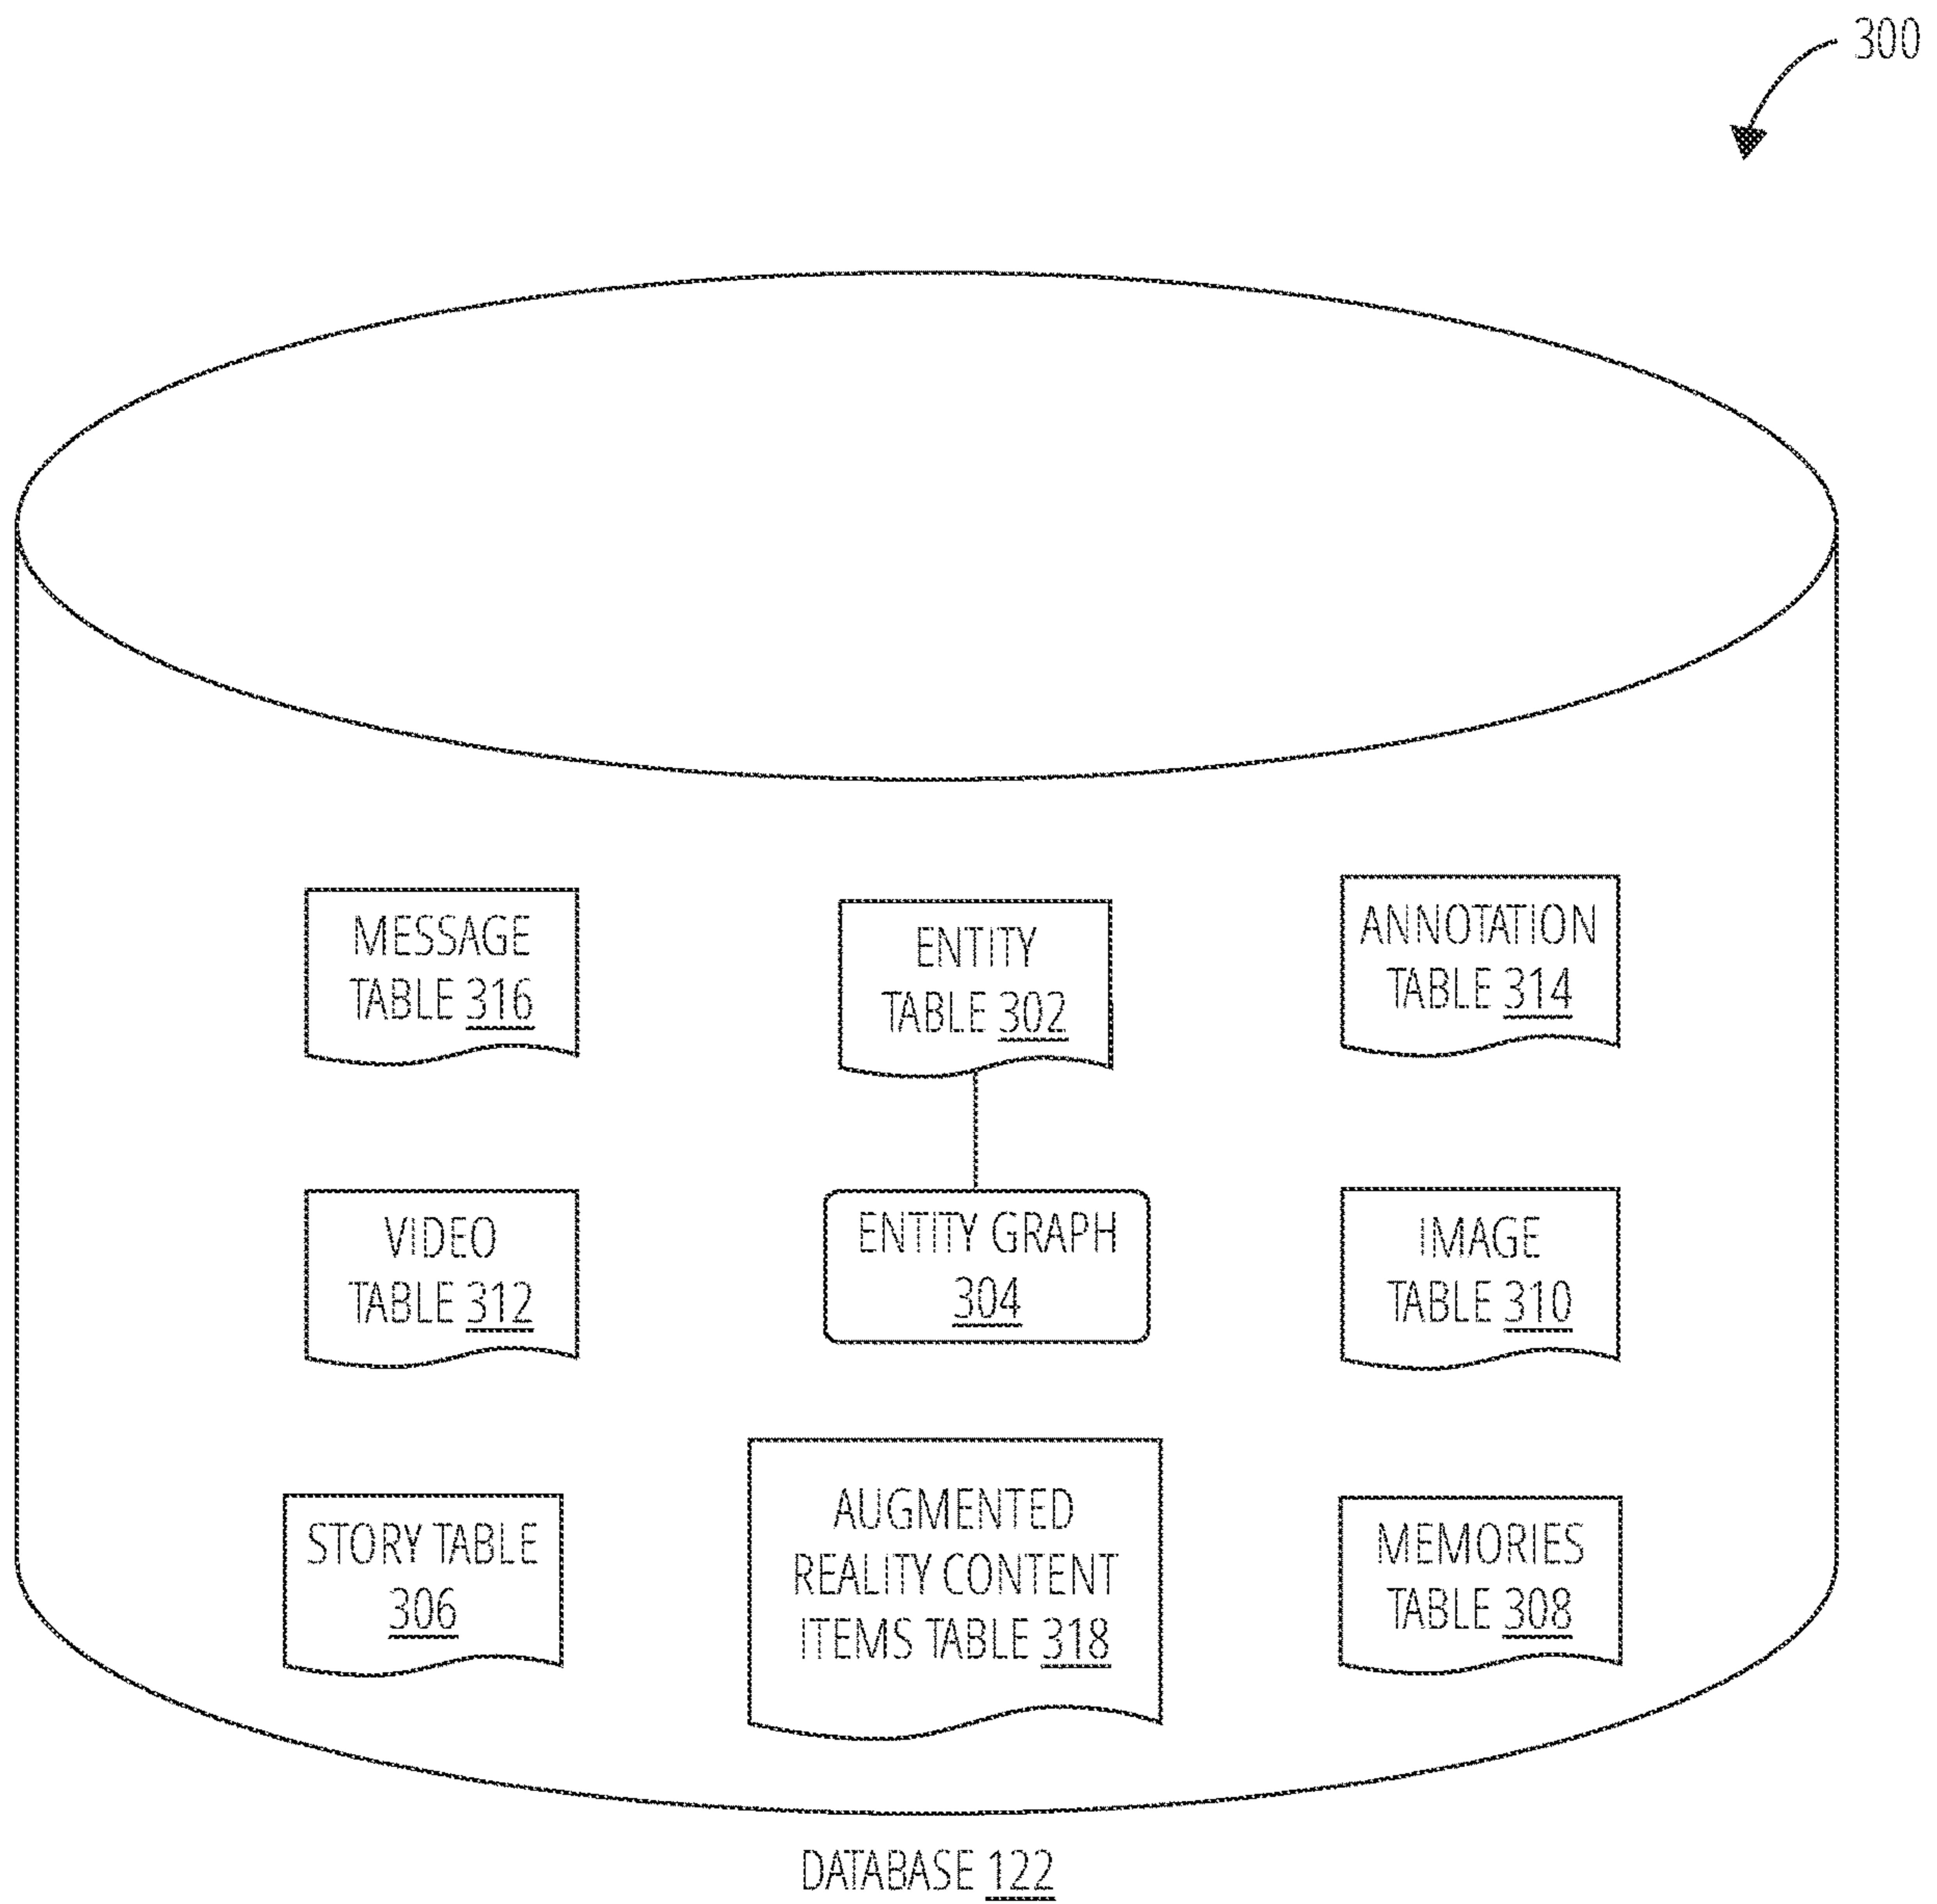 300
MESSAGE
TABLE 316
ENTITY
TABLE 302
ANNOTATION
TABLE 314
VIDEO
TABLE 312
ENTITY GRAPH
304
IMAGE
TABLE 310
STORY TABLE
306
AUGMENTED
REALITY CONTENT
ITEMS TABLE 318
MEMORIES
TABLE 308
DATABASE 122